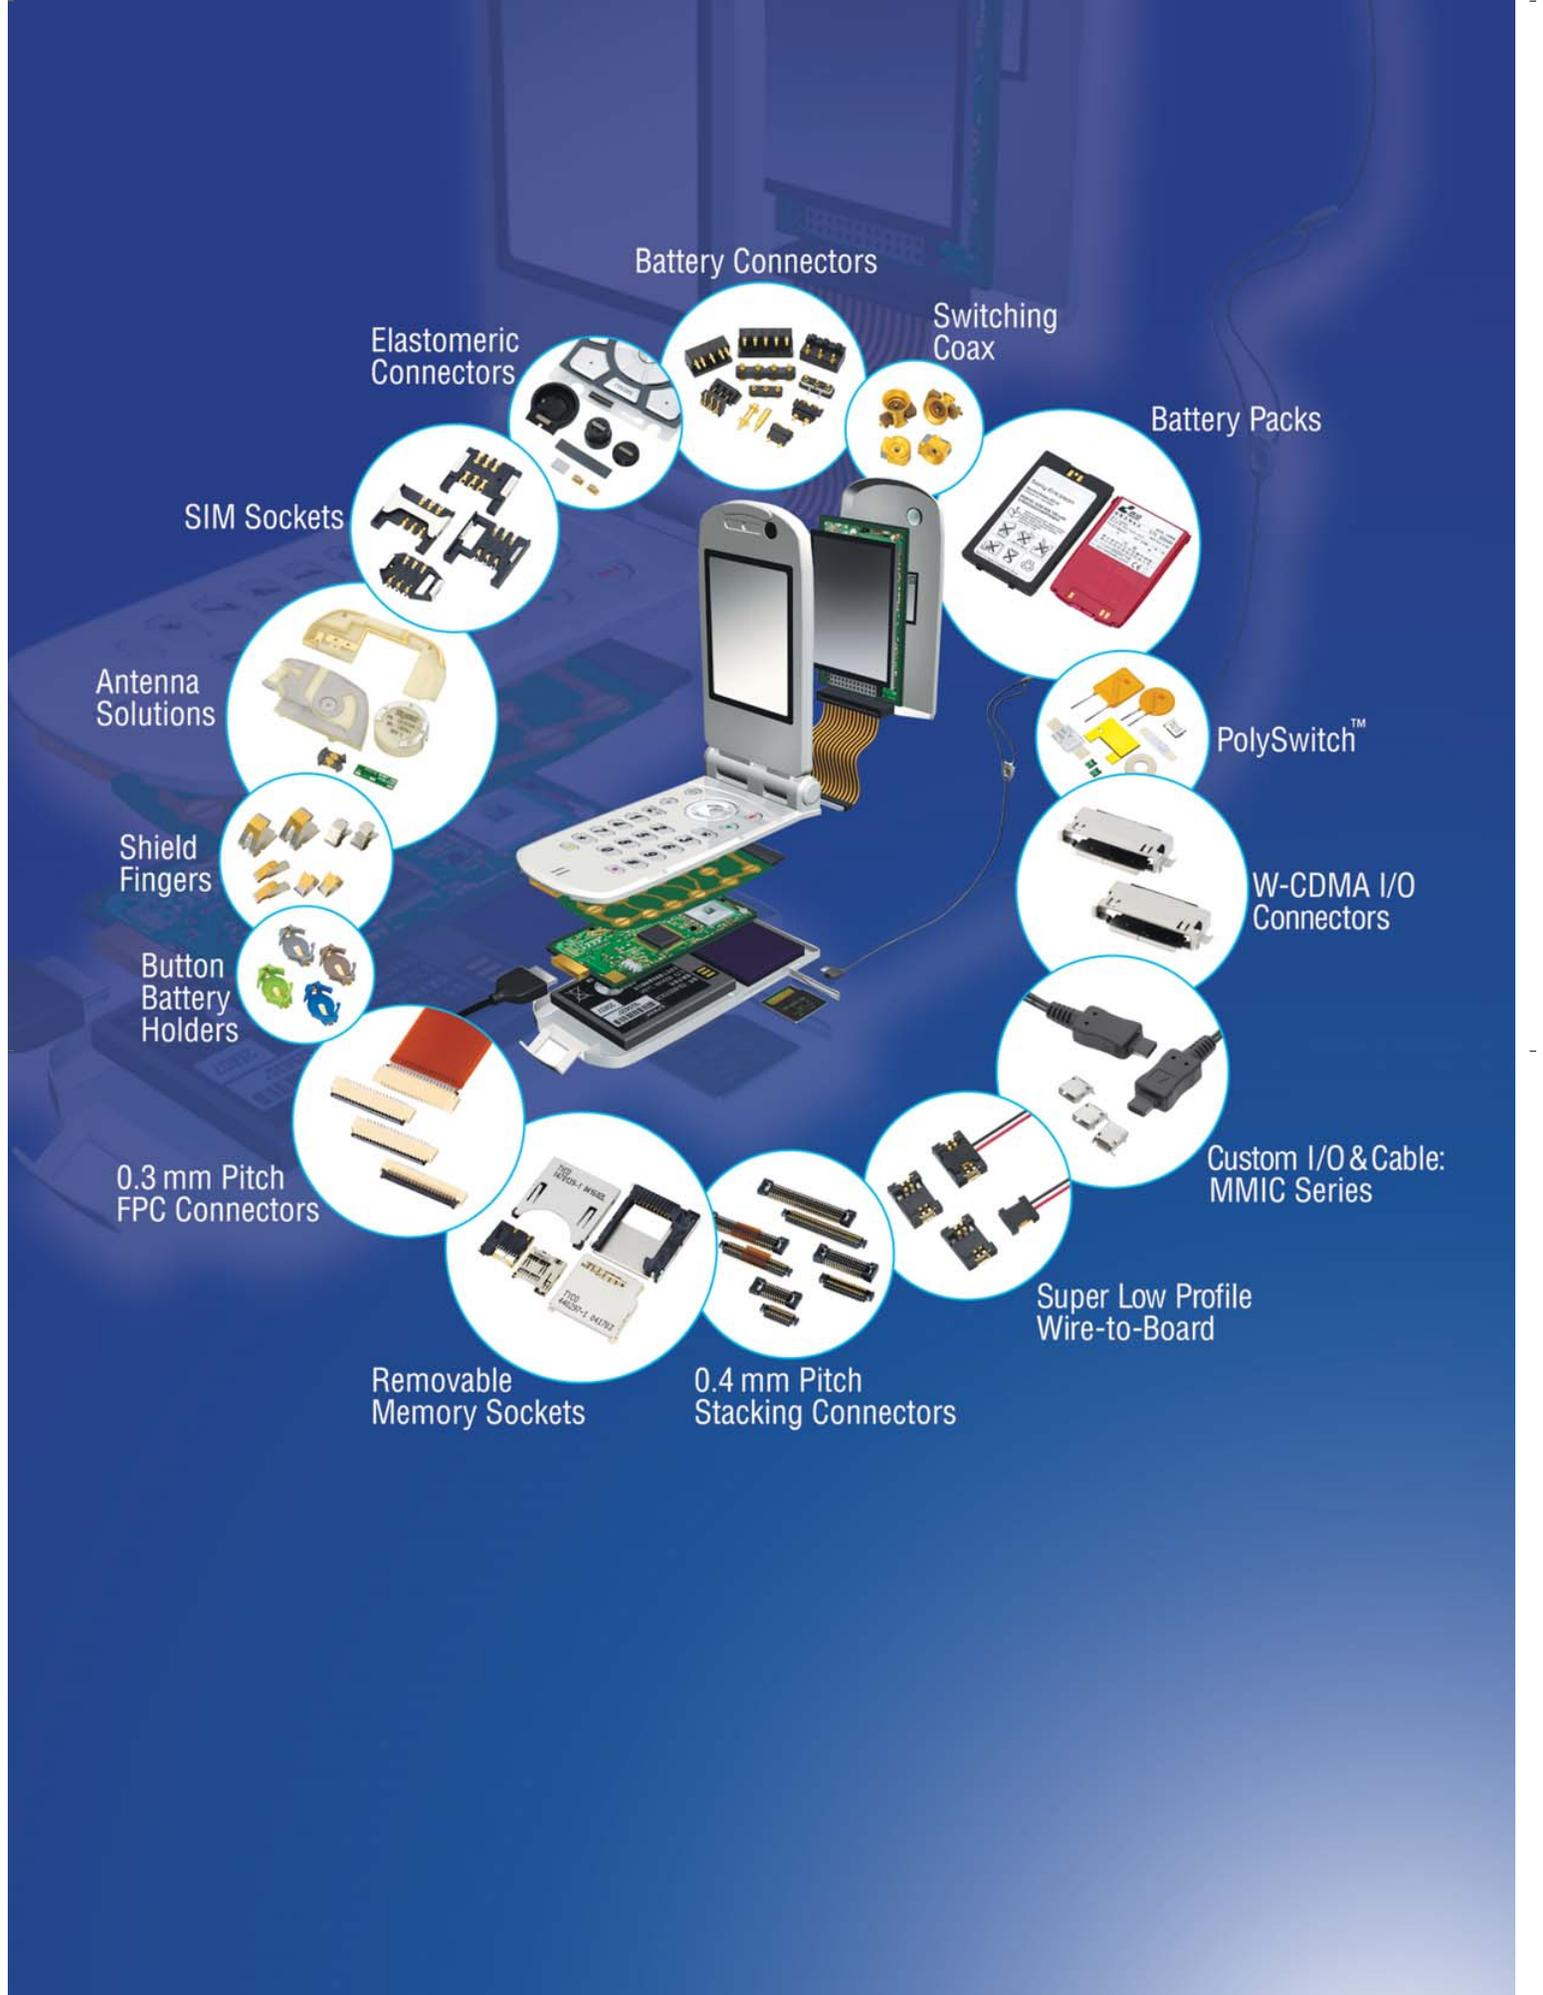 Battery Connectors
Switching
Coax
Elastomeric
Connectors
Battery Packs
SIM Sockets
Antenna
Solutions
PolySwitch™
Shield
Fingers
W-CDMA I/O
Connectors
Button
Battery
Holders
Custom I/O & Cable:
MMIC Series
0.3 mm Pitch
FPC Connectors
Super Low Profile
Wire-to-Board
Removable
Memory Sockets
0.4 mm Pitch
Stacking Connectors
TYCO
TYCO